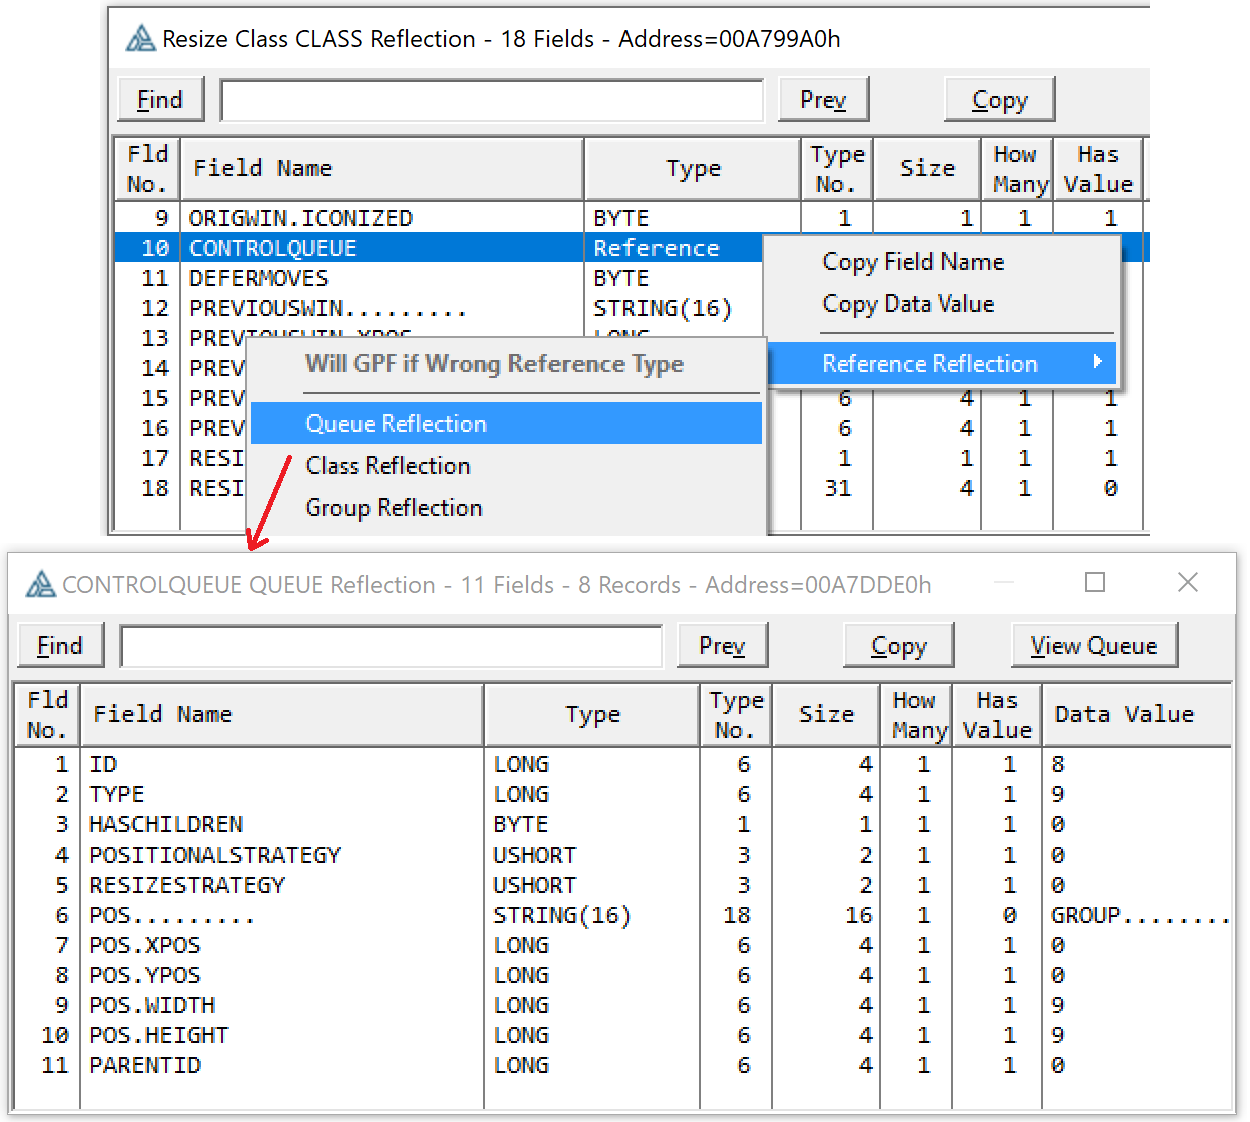 Resize Class CLASS Reflection - 18 Fields - Address=00A799A0h
Find Prev Copy
Fld No. Field Name Type Type No. Size How Many Has Value
9 ORIGWIN.ICONIZED BYTE 1 1 1 1
10 CONTROLQUEUE Reference
11 DEFERMOVES BYTE
12 PREVIOUSWIN......... STRING(16)
13 PREVIOUSWIN.XPOS LONG
14 PREV
15 PREV 6 4 1 1
16 PREV 6 4 1 1
17 RESI 1 1 1 1
18 RESI 31 4 1 0
Copy Field Name
Copy Data Value
Reference Reflection
Will GPF if Wrong Reference Type
Queue Reflection
Class Reflection
Group Reflection
CONTROLQUEUE QUEUE Reflection - 11 Fields - 8 Records - Address=00A7DDE0h
Find Prev Copy View Queue
Fld No. Field Name Type Type No. Size How Many Has Value Data Value
1 ID LONG 6 4 1 1 8
2 TYPE LONG 6 4 1 1 9
3 HASCHILDREN BYTE 1 1 1 1 0
4 POSITIONALSTRATEGY USHORT 3 2 1 1 0
5 RESIZESTRATEGY USHORT 3 2 1 1 0
6 POS......... STRING(16) 18 16 1 0 GROUP........
7 POS.XPOS LONG 6 4 1 1 0
8 POS.YPOS LONG 6 4 1 1 0
9 POS.WIDTH LONG 6 4 1 1 9
10 POS.HEIGHT LONG 6 4 1 1 9
11 PARENTID LONG 6 4 1 1 0